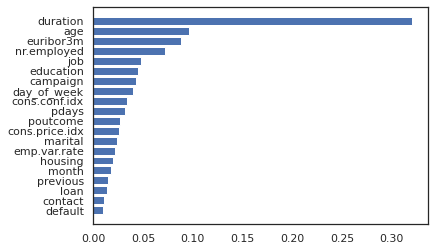 duration
age
euribor3m
nr.employed
job
education
campaign
day_of_week
cons.conf.idx
pdays
poutcome
cons.price.idx
marital
emp.var.rate
housing
month
previous
loan
contact
default
0.00 0.05 0.10 0.15 0.20 0.25 0.30